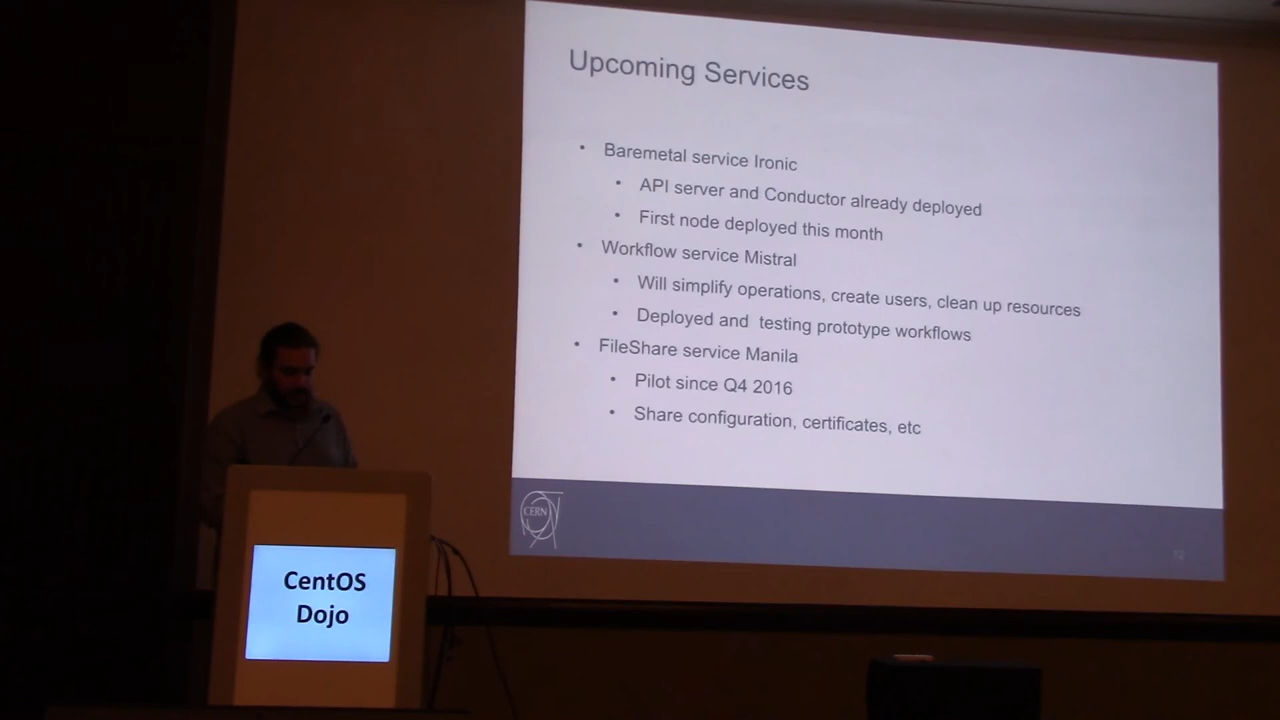 Upcoming Services
• Baremetal service Ironic
• API server and Conductor already deployed
• First node deployed this month
• Workflow service Mistral
• Will simplify operations, create users, clean up resources
• Deployed and testing prototype workflows
• FileShare service Manila
• Pilot since Q4 2016
• Share configuration, certificates, etc
CERN
CentOS
Dojo